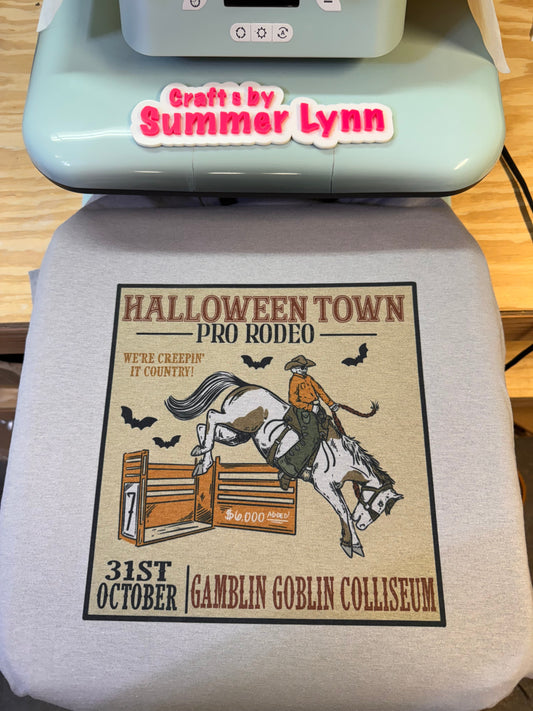 Crafts by
Summer Lynn
HALLOWEEN TOWN
PRO RODEO
WE'RE CREEPIN'
IT COUNTRY!
7
$6,000 ADDED!
31ST
OCTOBER
GAMBLIN GOBLIN COLLISEUM